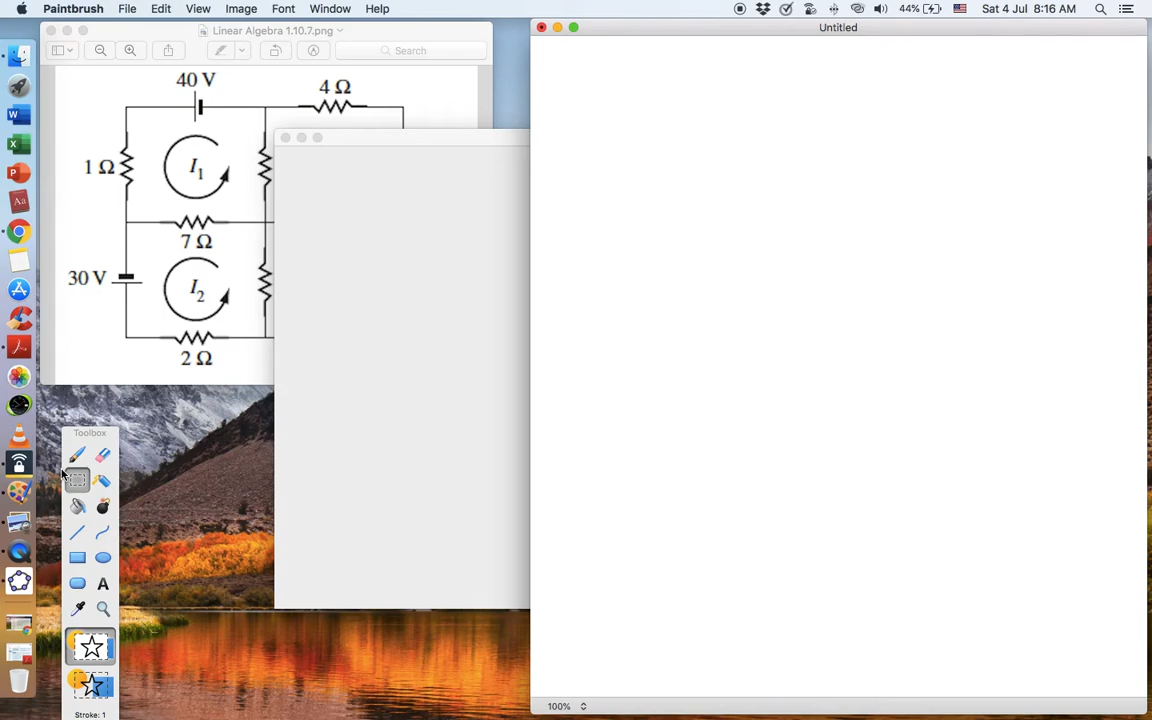 Paintbrush File Edit View Image Font Window Help 44% Sat 4 Jul 8:16 AM
Linear Algebra 1.10.7.png
Untitled
Search
40 V
4 Ω
1 Ω
I1
7 Ω
30 V
I2
2 Ω
Toolbox
A
Stroke: 1
100%